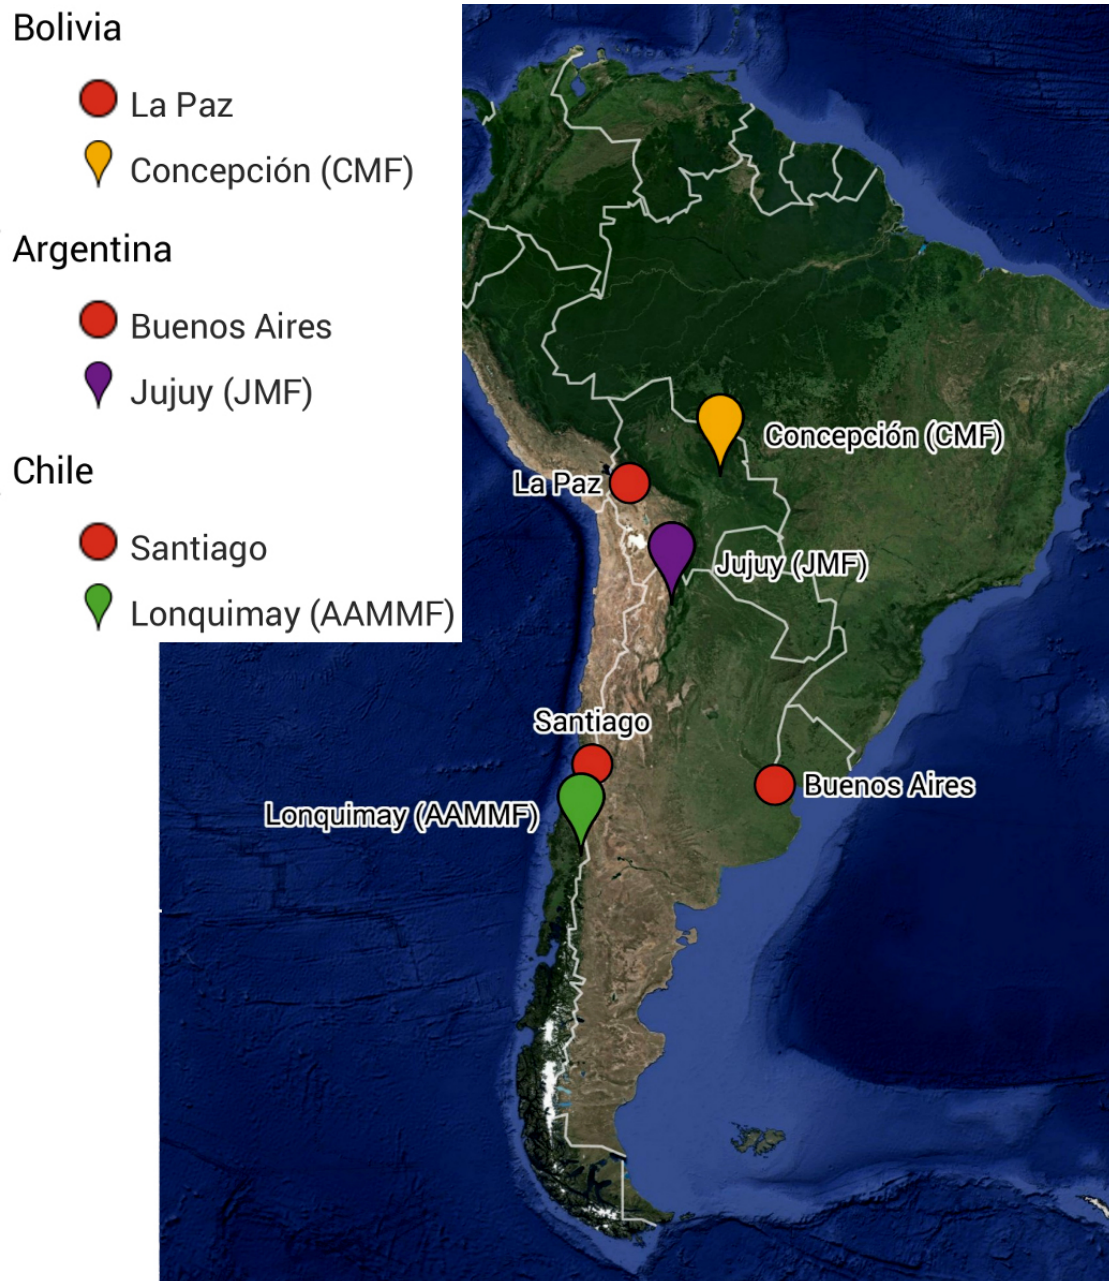 Bolivia
La Paz
Concepción (CMF)
Argentina
Buenos Aires
Jujuy (JMF)
Chile
Santiago
Lonquimay (AAMMF)
Concepción (CMF)
La Paz
Jujuy (JMF)
Santiago
Buenos Aires
Lonquimay (AAMMF)